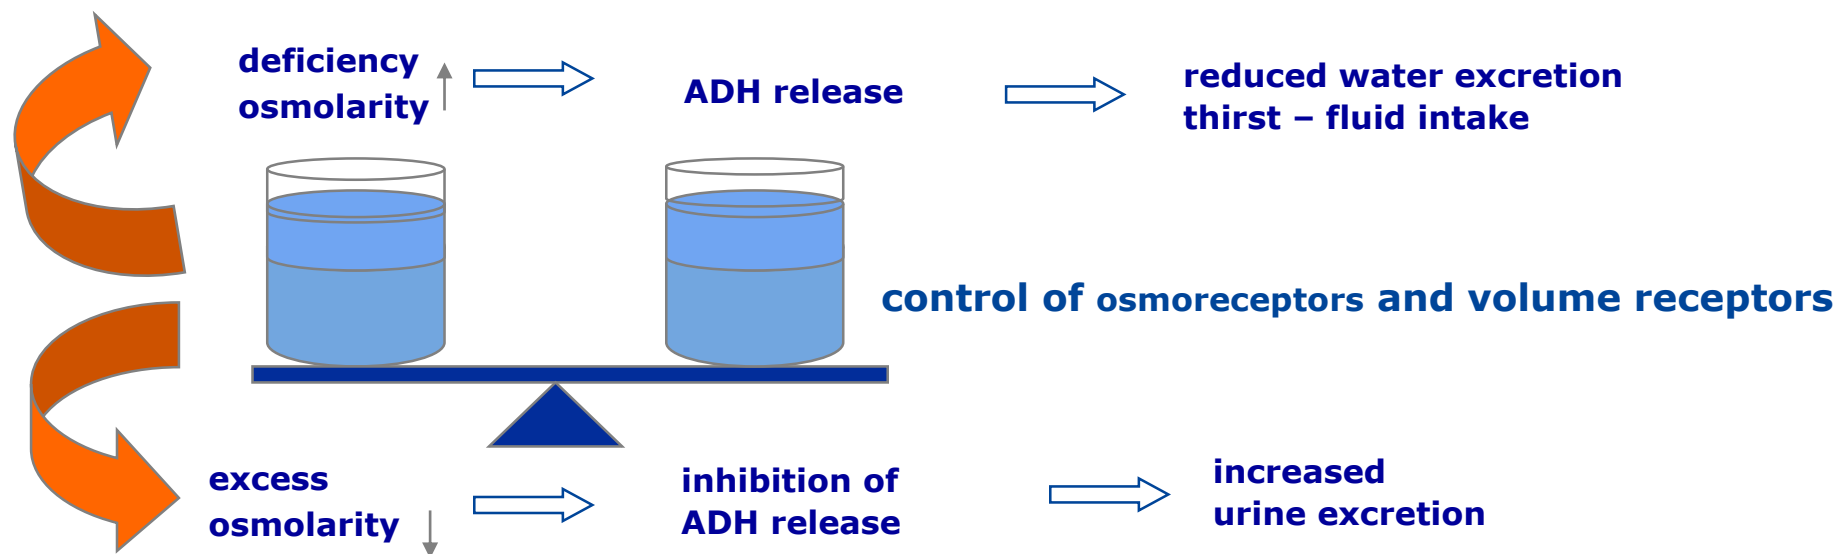 deficiency
osmolarity
ADH release
reduced water excretion
thirst – fluid intake
control of osmoreceptors and volume receptors
excess
osmolarity
inhibition of
ADH release
increased
urine excretion